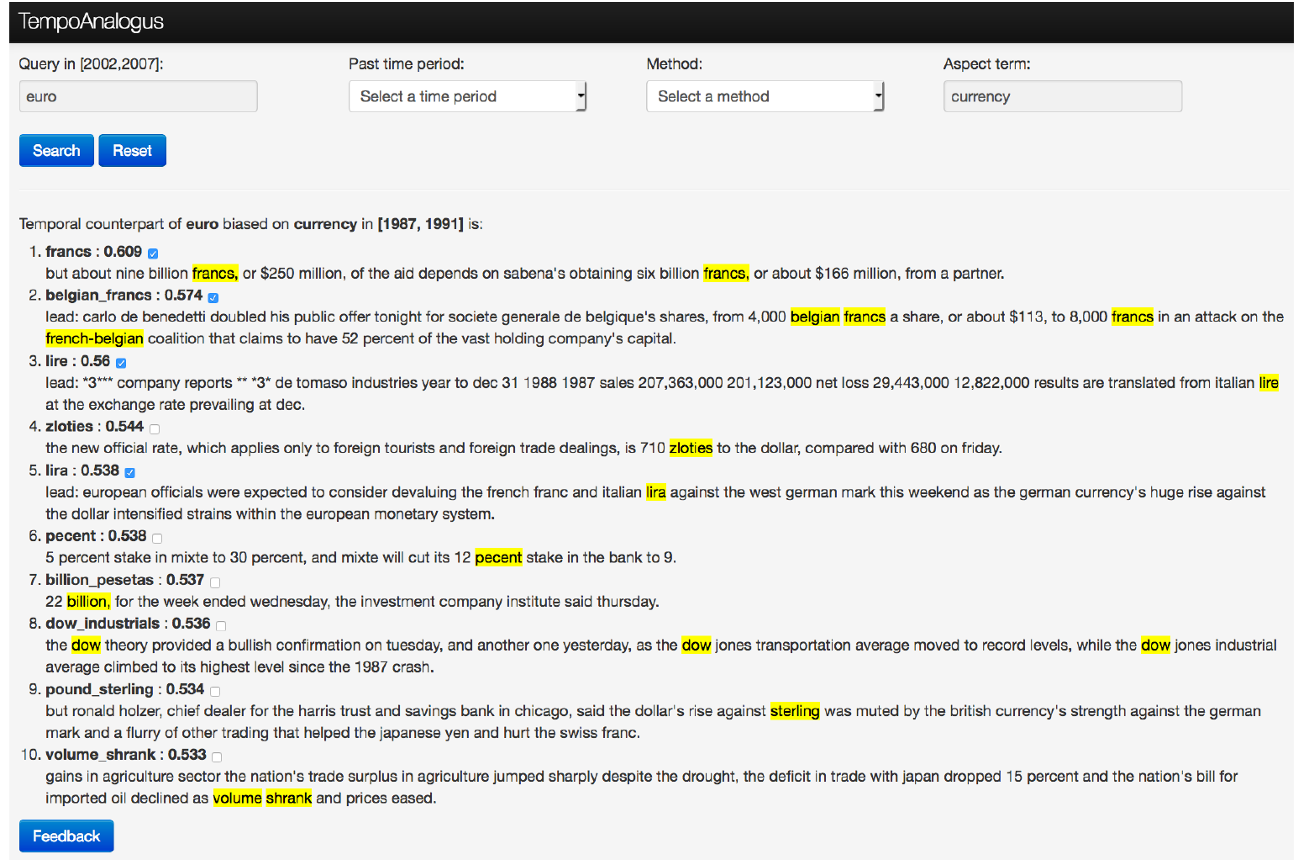 TempoAnalogus
Query in [2002,2007]: Past time period: Method: Aspect term:
euro Select a time period Select a method currency
Search Reset
Temporal counterpart of euro biased on currency in [1987, 1991] is:
1. francs : 0.609
but about nine billion francs, or $250 million, of the aid depends on sabena's obtaining six billion francs, or about $166 million, from a partner.
2. belgian_francs : 0.574
lead: carlo de benedetti doubled his public offer tonight for societe generale de belgique's shares, from 4,000 belgian francs a share, or about $113, to 8,000 francs in an attack on the
french-belgian coalition that claims to have 52 percent of the vast holding company's capital.
3. lire : 0.56
lead: *3*** company reports ** *3* de tomaso industries year to dec 31 1988 1987 sales 207,363,000 201,123,000 net loss 29,443,000 12,822,000 results are translated from italian lire
at the exchange rate prevailing at dec.
4. zloties : 0.544
the new official rate, which applies only to foreign tourists and foreign trade dealings, is 710 zloties to the dollar, compared with 680 on friday.
5. lira : 0.538
lead: european officials were expected to consider devaluing the french franc and italian lira against the west german mark this weekend as the german currency's huge rise against
the dollar intensified strains within the european monetary system.
6. pecent : 0.538
5 percent stake in mixte to 30 percent, and mixte will cut its 12 pecent stake in the bank to 9.
7. billion_pesetas : 0.537
22 billion, for the week ended wednesday, the investment company institute said thursday.
8. dow_industrials : 0.536
the dow theory provided a bullish confirmation on tuesday, and another one yesterday, as the dow jones transportation average moved to record levels, while the dow jones industrial
average climbed to its highest level since the 1987 crash.
9. pound_sterling : 0.534
but ronald holzer, chief dealer for the harris trust and savings bank in chicago, said the dollar's rise against sterling was muted by the british currency's strength against the german
mark and a flurry of other trading that helped the japanese yen and hurt the swiss franc.
10. volume_shrank : 0.533
gains in agriculture sector the nation's trade surplus in agriculture jumped sharply despite the drought, the deficit in trade with japan dropped 15 percent and the nation's bill for
imported oil declined as volume shrank and prices eased.
Feedback